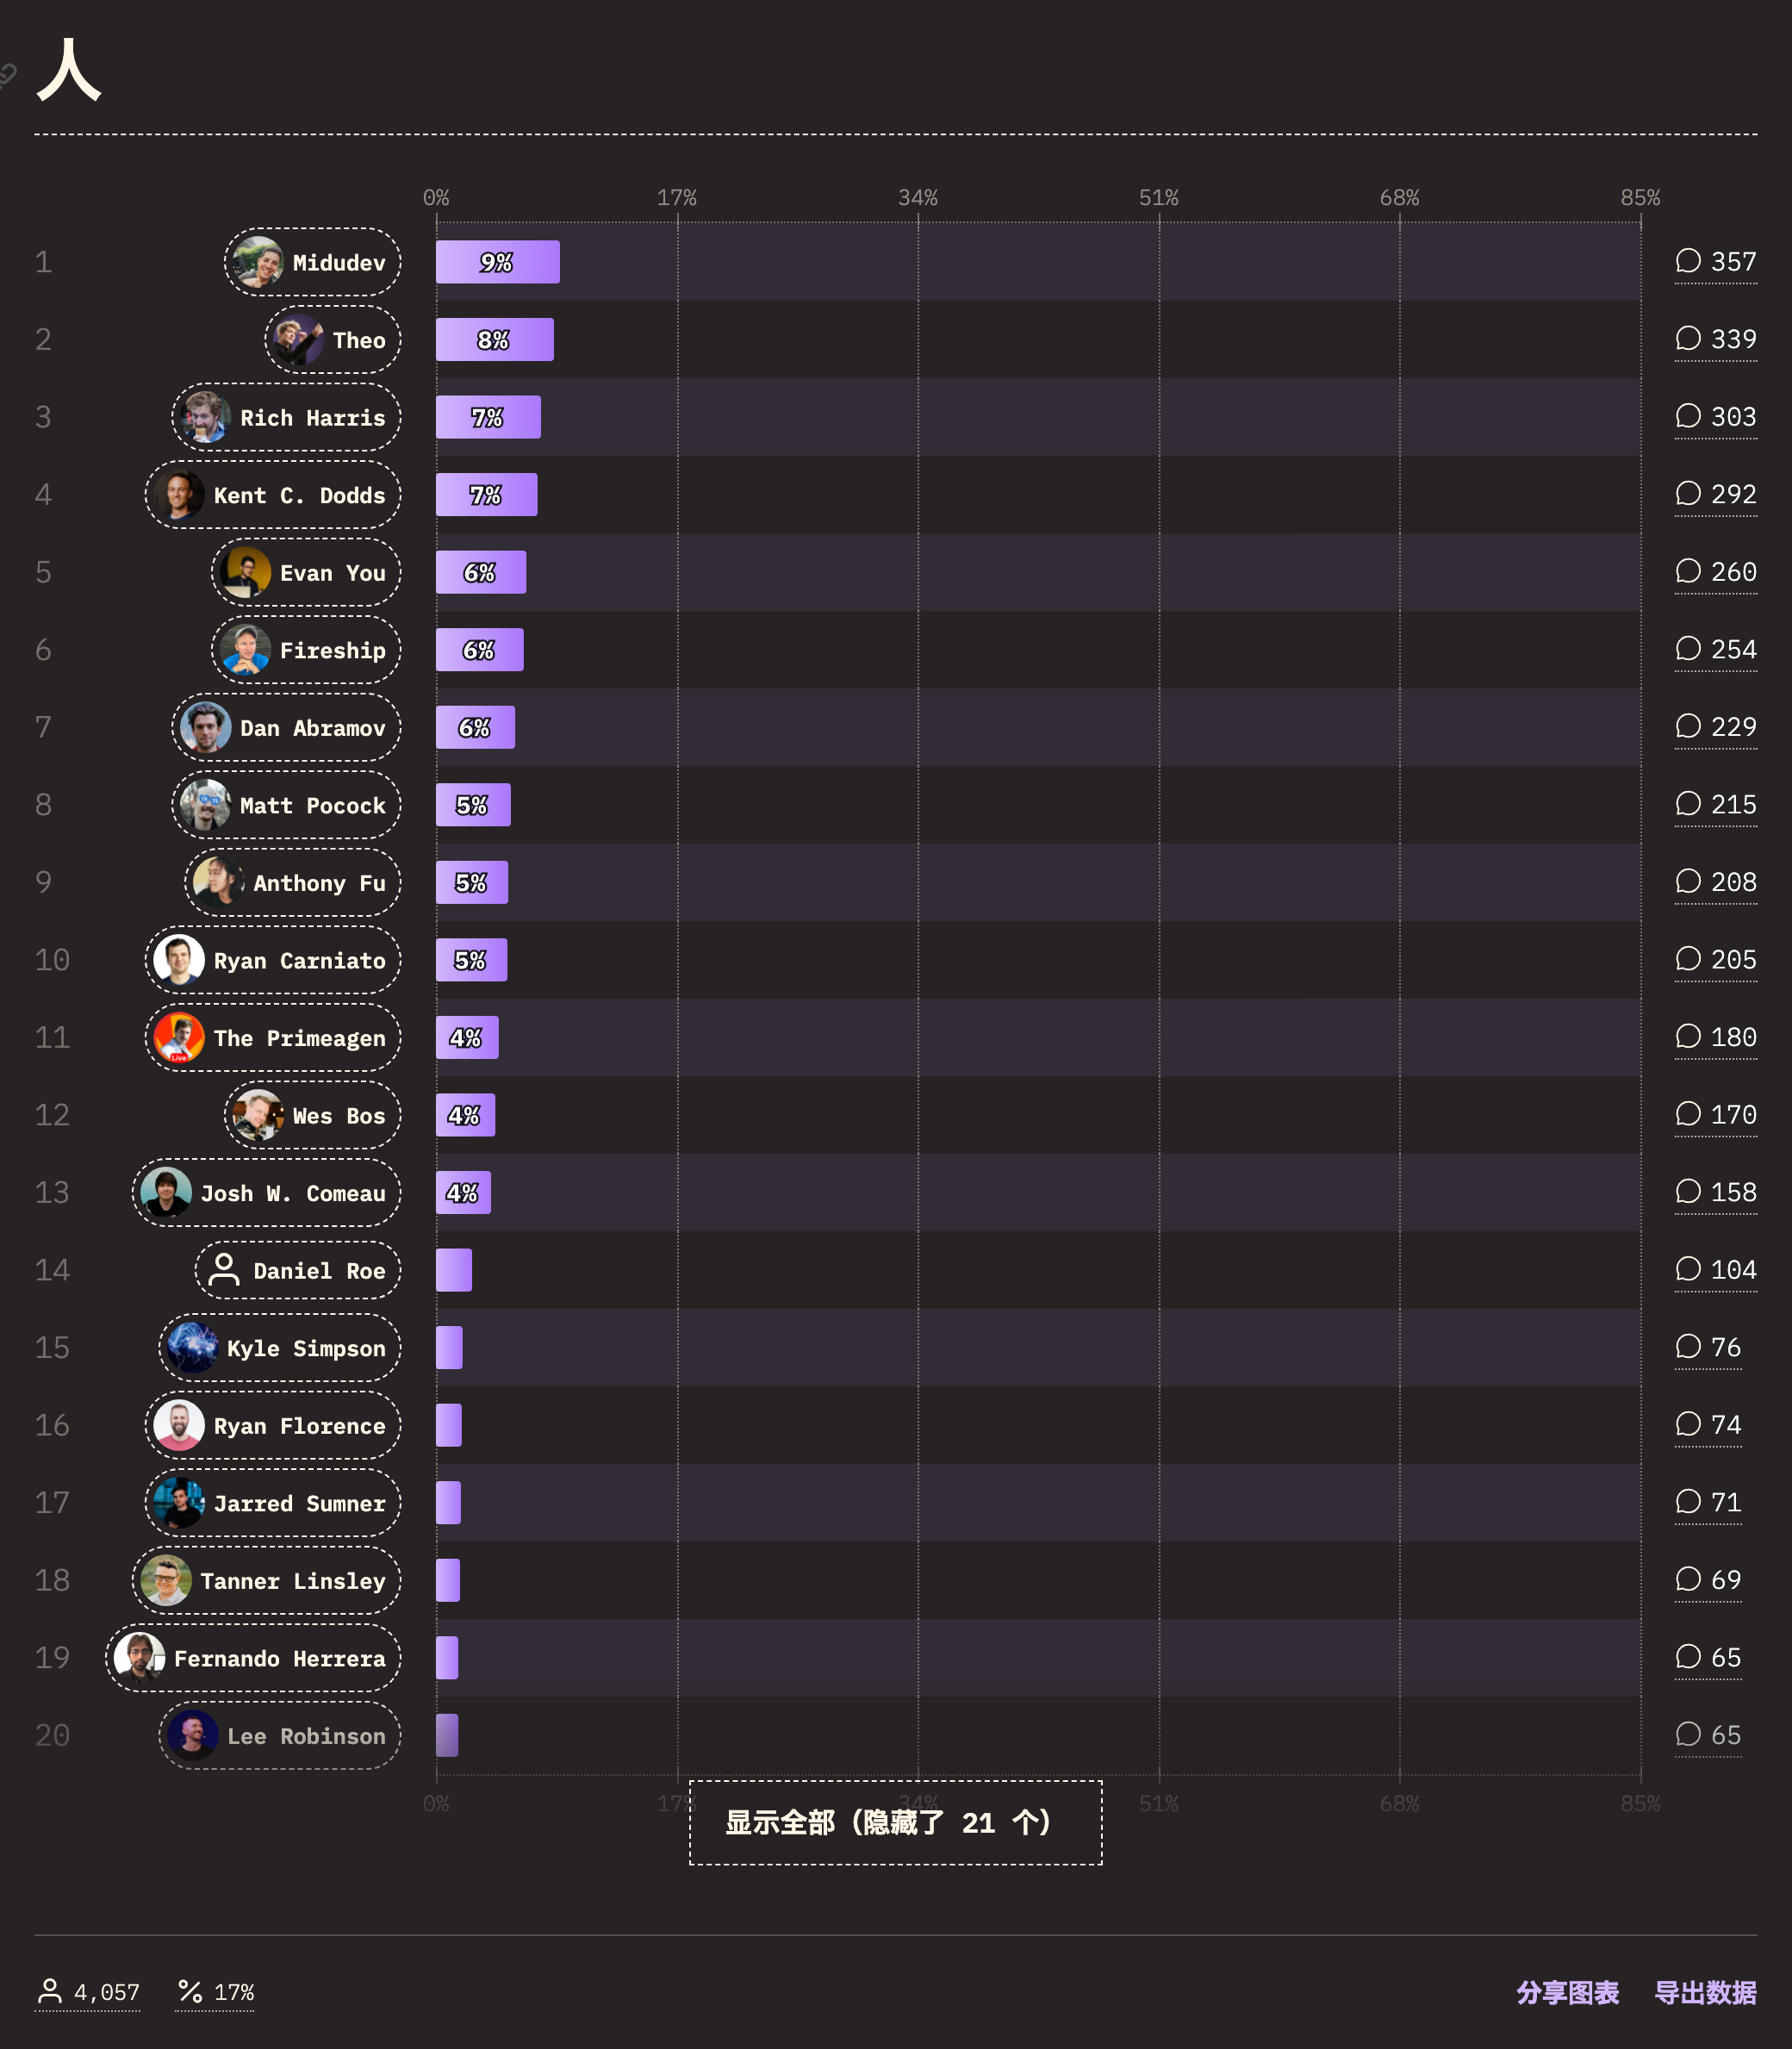 人
0% 17% 34% 51% 68% 85%
1 Midudev 9% 357
2 Theo 8% 339
3 Rich Harris 7% 303
4 Kent C. Dodds 7% 292
5 Evan You 6% 260
6 Fireship 6% 254
7 Dan Abramov 6% 229
8 Matt Pocock 5% 215
9 Anthony Fu 5% 208
10 Ryan Carniato 5% 205
11 The Primeagen 4% 180
12 Wes Bos 4% 170
13 Josh W. Comeau 4% 158
14 Daniel Roe 104
15 Kyle Simpson 76
16 Ryan Florence 74
17 Jarred Sumner 71
18 Tanner Linsley 69
19 Fernando Herrera 65
20 Lee Robinson 65
0% 17% 34% 51% 68% 85%
显示全部（隐藏了 21 个）
4,057 17% 分享图表 导出数据